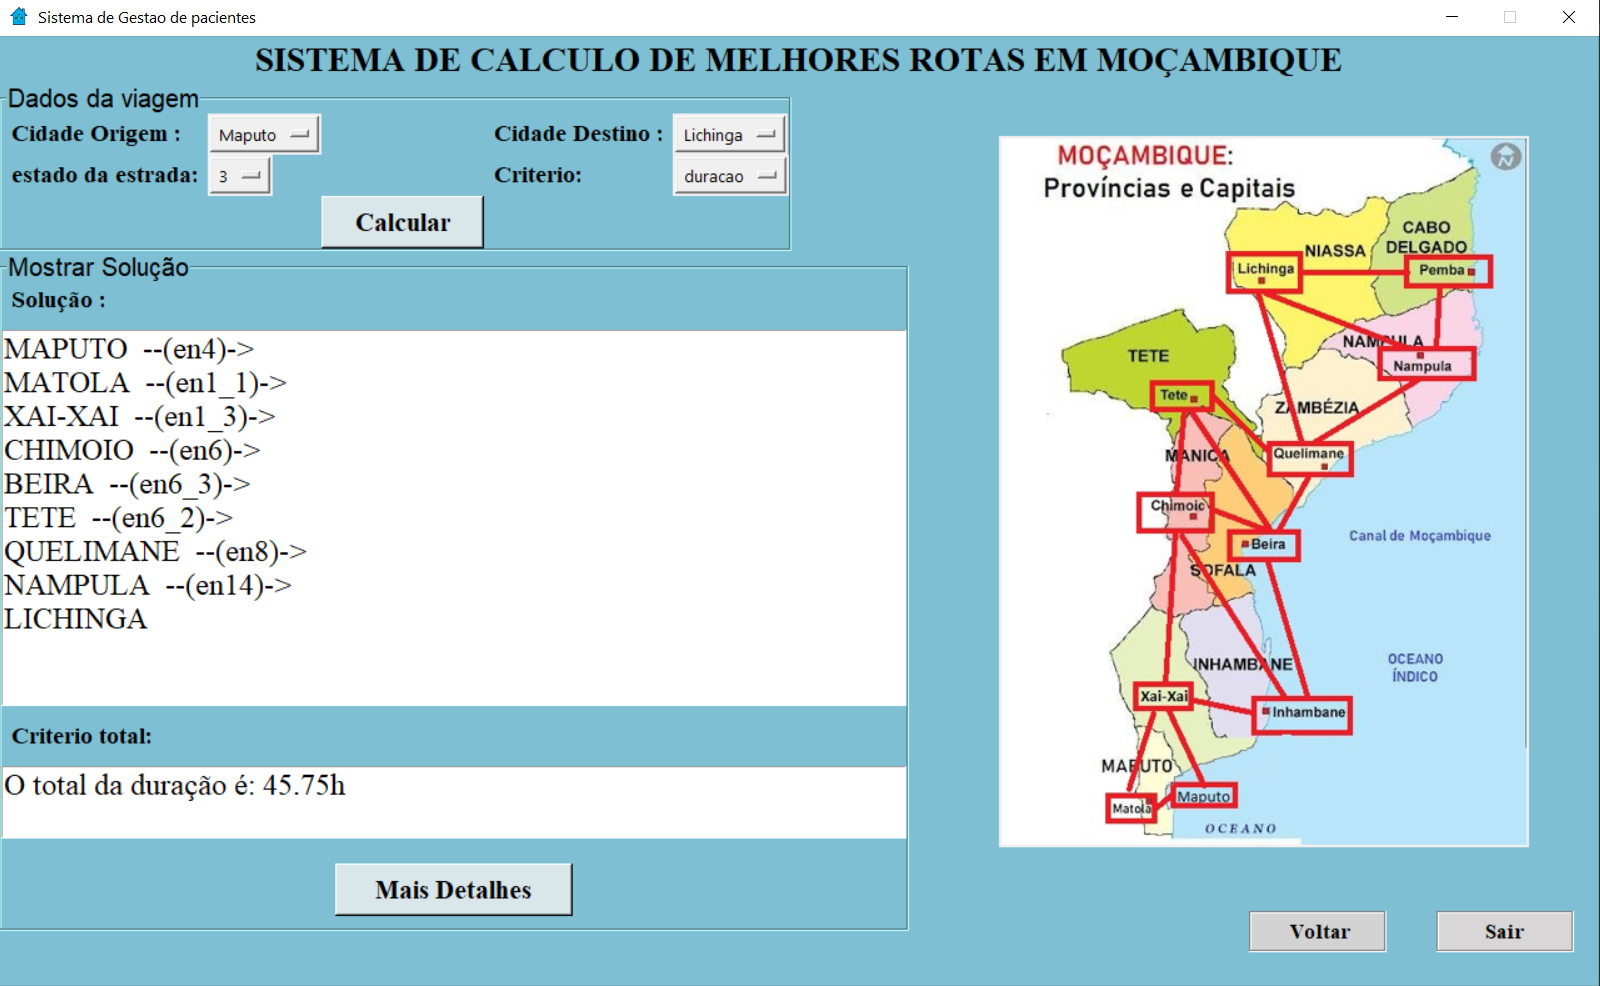 Sistema de Gestao de pacientes
SISTEMA DE CALCULO DE MELHORES ROTAS EM MOÇAMBIQUE
Dados da viagem
Cidade Origem : Maputo Cidade Destino : Lichinga
estado da estrada: 3 Criterio: duracao
Calcular
Mostrar Solução
Solução :
MAPUTO --(en4)->
MATOLA --(en1_1)->
XAI-XAI --(en1_3)->
CHIMOIO --(en6)->
BEIRA --(en6_3)->
TETE --(en6_2)->
QUELIMANE --(en8)->
NAMPULA --(en14)->
LICHINGA
Criterio total:
O total da duração é: 45.75h
Mais Detalhes
MOÇAMBIQUE:
Províncias e Capitais
N
CABO
DELGADO
NIASSA
Lichinga
Pemba
NAMPULA
Nampula
TETE
Tete
ZAMBÉZIA
MANICA
Quelimane
Chimoio
Canal de Moçambique
Beira
SOFALA
INHAMBANE
OCEANO
ÍNDICO
Xai-Xai
Inhambane
MAPUTO
Maputo
Matola
OCEANO
Voltar
Sair